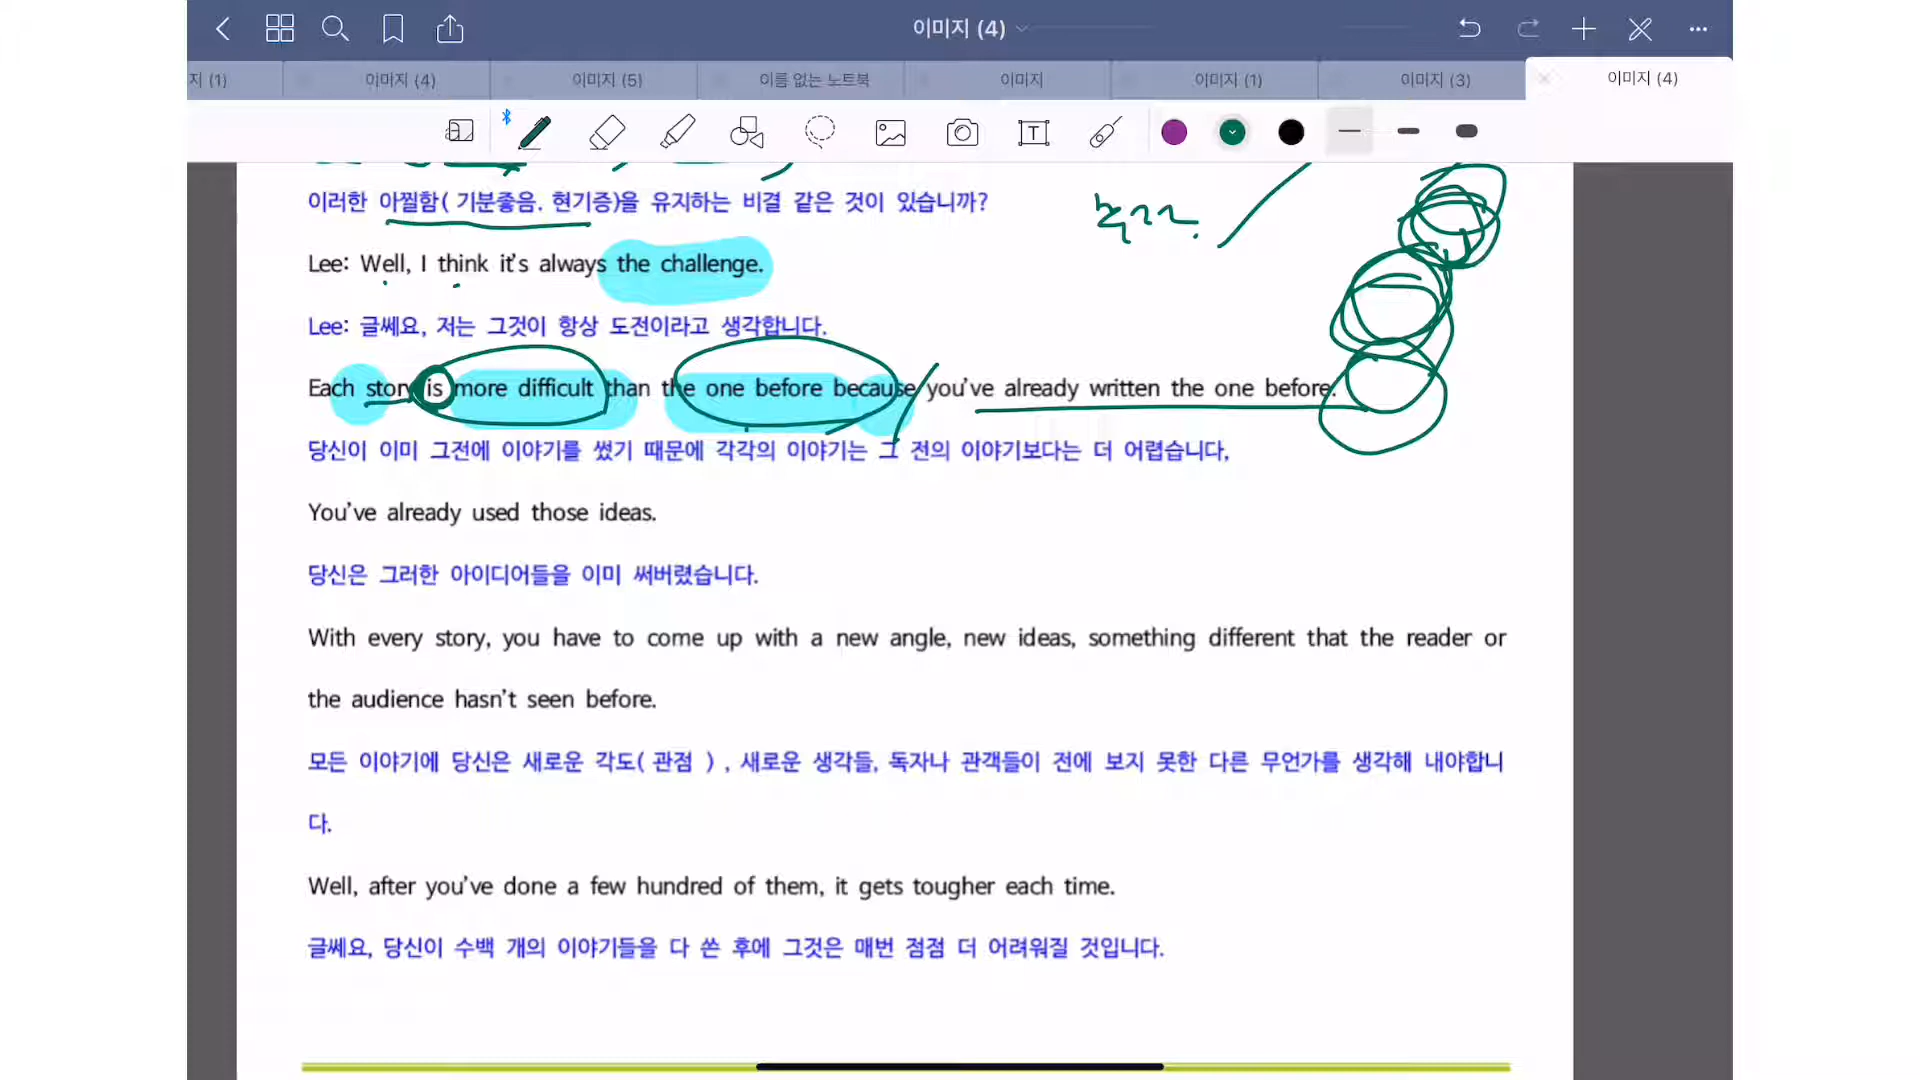 이미지 (4)
지 (1)
이미지 (4)
이미지 (5)
이름 없는 노트북
이미지
이미지 (1)
이미지 (3)
이미지 (4)
이러한 아찔함( 기분좋음. 현기증)을 유지하는 비결 같은 것이 있습니까?
Lee: Well, I think it's always the challenge.
Lee: 글쎄요, 저는 그것이 항상 도전이라고 생각합니다.
Each story is more difficult than the one before because you've already written the one before.
당신이 이미 그전에 이야기를 썼기 때문에 각각의 이야기는 그 전의 이야기보다는 더 어렵습니다,
You've already used those ideas.
당신은 그러한 아이디어들을 이미 써버렸습니다.
With every story, you have to come up with a new angle, new ideas, something different that the reader or
the audience hasn't seen before.
모든 이야기에 당신은 새로운 각도( 관점 ) , 새로운 생각들, 독자나 관객들이 전에 보지 못한 다른 무언가를 생각해 내야합니
다.
Well, after you've done a few hundred of them, it gets tougher each time.
글쎄요, 당신이 수백 개의 이야기들을 다 쓴 후에 그것은 매번 점점 더 어려워질 것입니다.